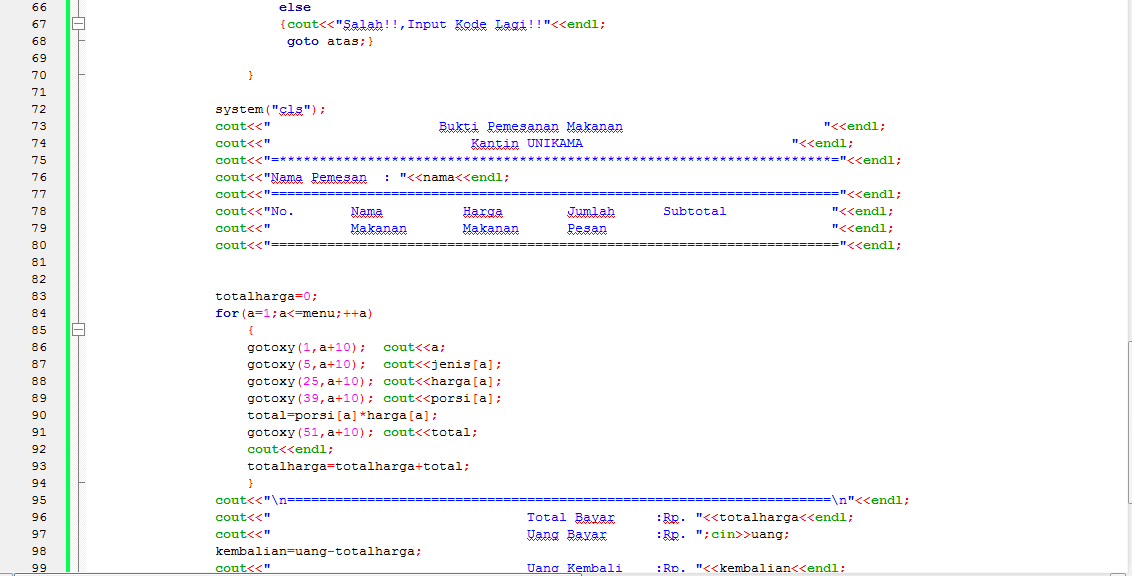 66 else
67 {cout<<"Salah!!,Input Kode Lagi!!"<<endl;
68 goto atas;}
69
70 }
71
72 system("cls");
73 cout<<"                     Bukti Pemesanan Makanan                         "<<endl;
74 cout<<"                         Kantin UNIKAMA                          "<<endl;
75 cout<<"=*********************************************************************="<<endl;
76 cout<<"Nama Pemesan  : "<<nama<<endl;
77 cout<<"======================================================================="<<endl;
78 cout<<"No.       Nama          Harga        Jumlah      Subtotal             "<<endl;
79 cout<<"          Makanan       Makanan      Pesan                            "<<endl;
80 cout<<"======================================================================="<<endl;
81
82
83 totalharga=0;
84 for(a=1;a<=menu;++a)
85 {
86 gotoxy(1,a+10);  cout<<a;
87 gotoxy(5,a+10);  cout<<jenis[a];
88 gotoxy(25,a+10); cout<<harga[a];
89 gotoxy(39,a+10); cout<<porsi[a];
90 total=porsi[a]*harga[a];
91 gotoxy(51,a+10); cout<<total;
92 cout<<endl;
93 totalharga=totalharga+total;
94 }
95 cout<<"\n====================================================================\n"<<endl;
96 cout<<"                                Total Bayar     :Rp. "<<totalharga<<endl;
97 cout<<"                                Uang Bayar      :Rp. ";cin>>uang;
98 kembalian=uang-totalharga;
99 cout<<"                                Uang Kembali    :Rp. "<<kembalian<<endl;